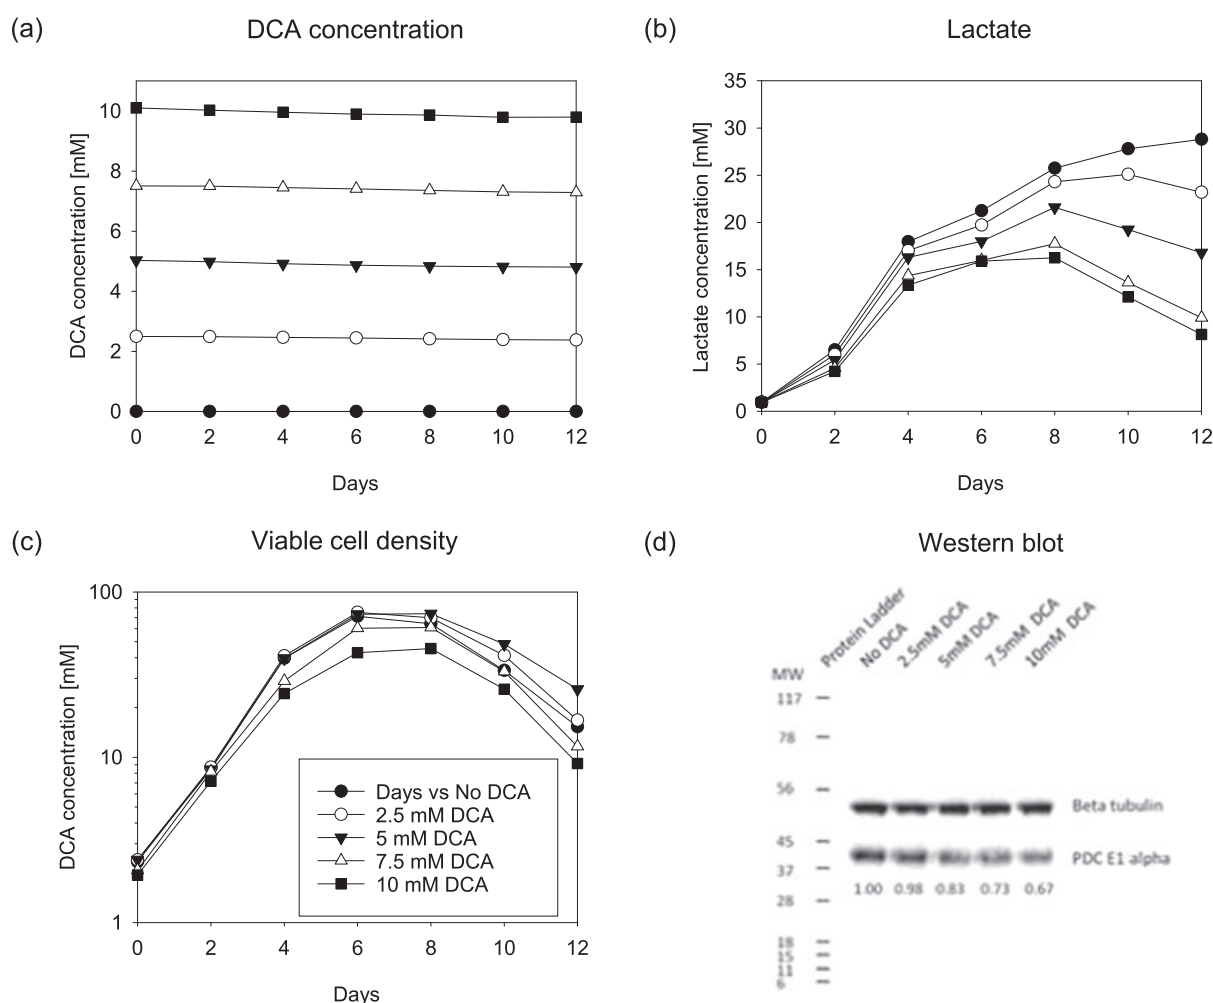 (a) DCA concentration
DCA concentration [mM]
10
8
6
4
2
0
0 2 4 6 8 10 12
Days
(b) Lactate
Lactate concentration [mM]
35
30
25
20
15
10
5
0
0 2 4 6 8 10 12
Days
(c) Viable cell density
DCA concentration [mM]
100
10
1
Days vs No DCA
2.5 mM DCA
5 mM DCA
7.5 mM DCA
10 mM DCA
0 2 4 6 8 10 12
Days
(d) Western blot
Protein Ladder
No DCA
2.5mM DCA
5mM DCA
7.5mM DCA
10mM DCA
MW
117
78
56
Beta tubulin
45
PDC E1 alpha
37
1.00 0.98 0.83 0.73 0.67
28
18
15
11
6